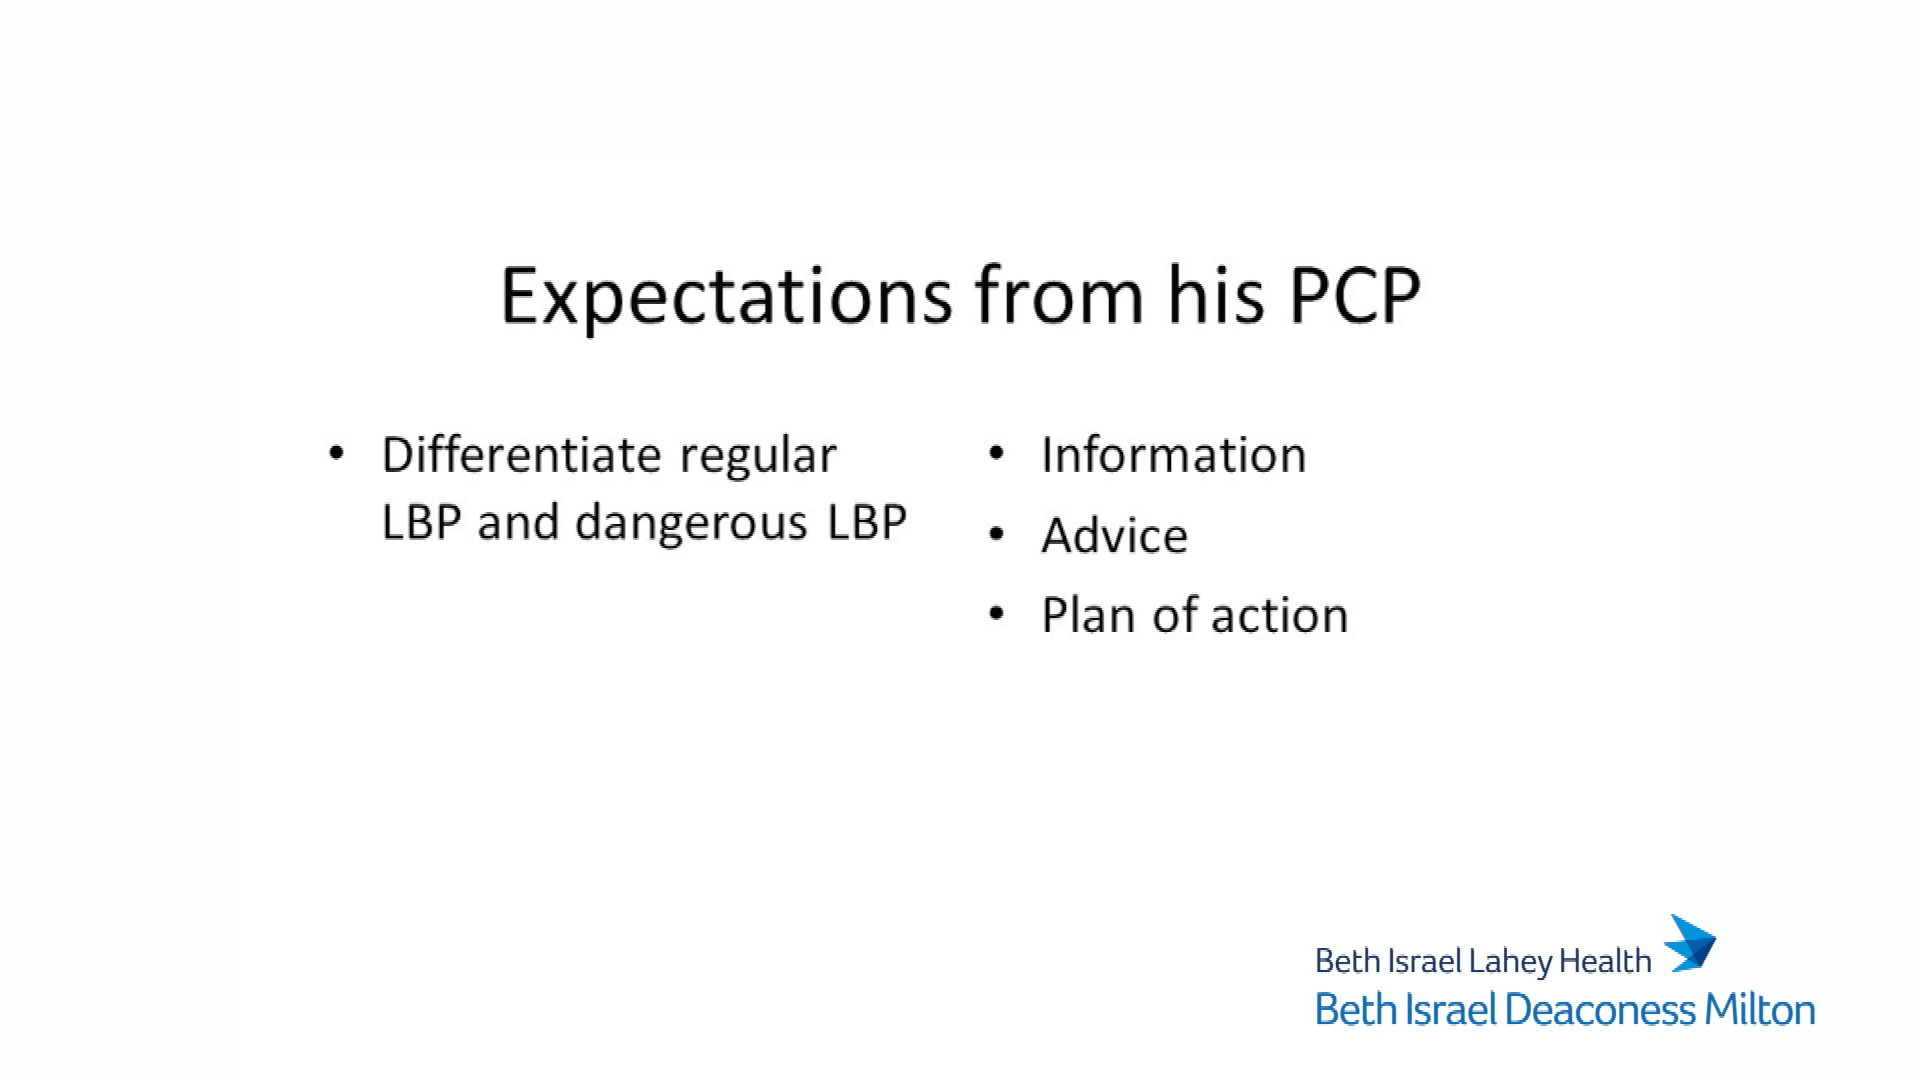 Expectations from his PCP
• Differentiate regular
LBP and dangerous LBP
• Information
• Advice
• Plan of action
Beth Israel Lahey Health
Beth Israel Deaconess Milton